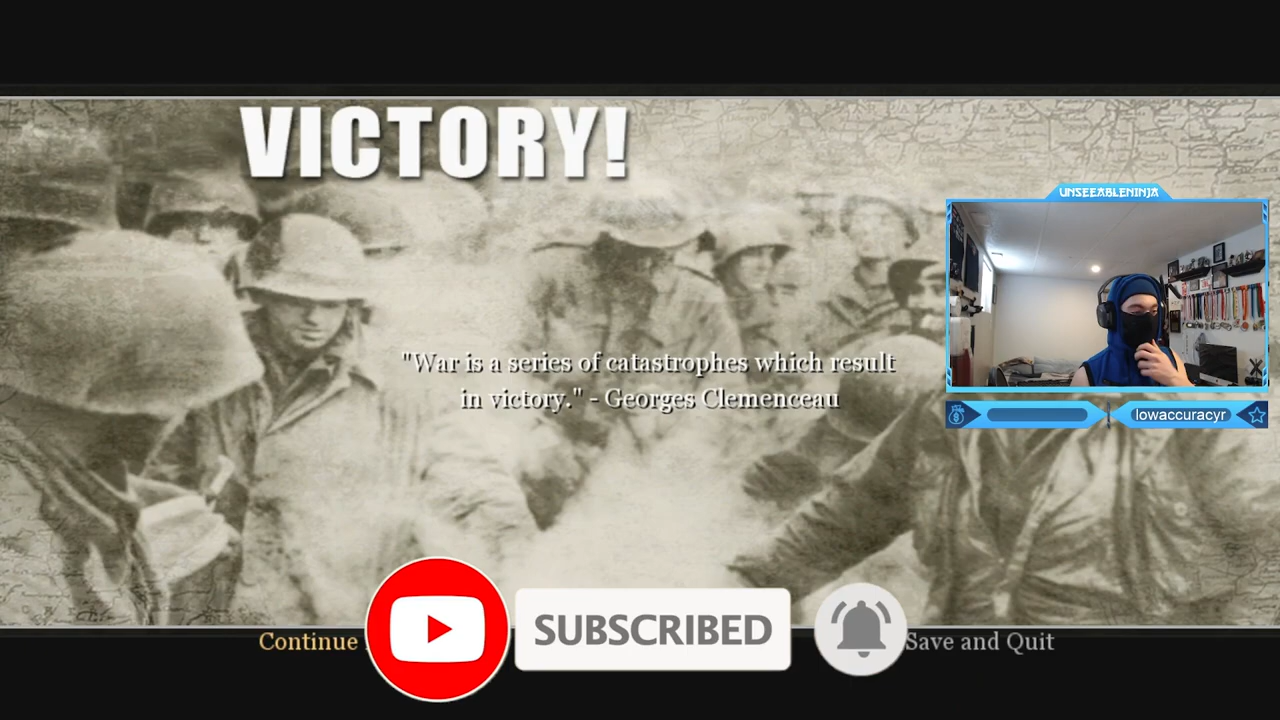 VICTORY!
UNSEEABLENINJA
"War is a series of catastrophes which result
in victory." - Georges Clemenceau
lowaccuracyr
Continue
SUBSCRIBED
Save and Quit